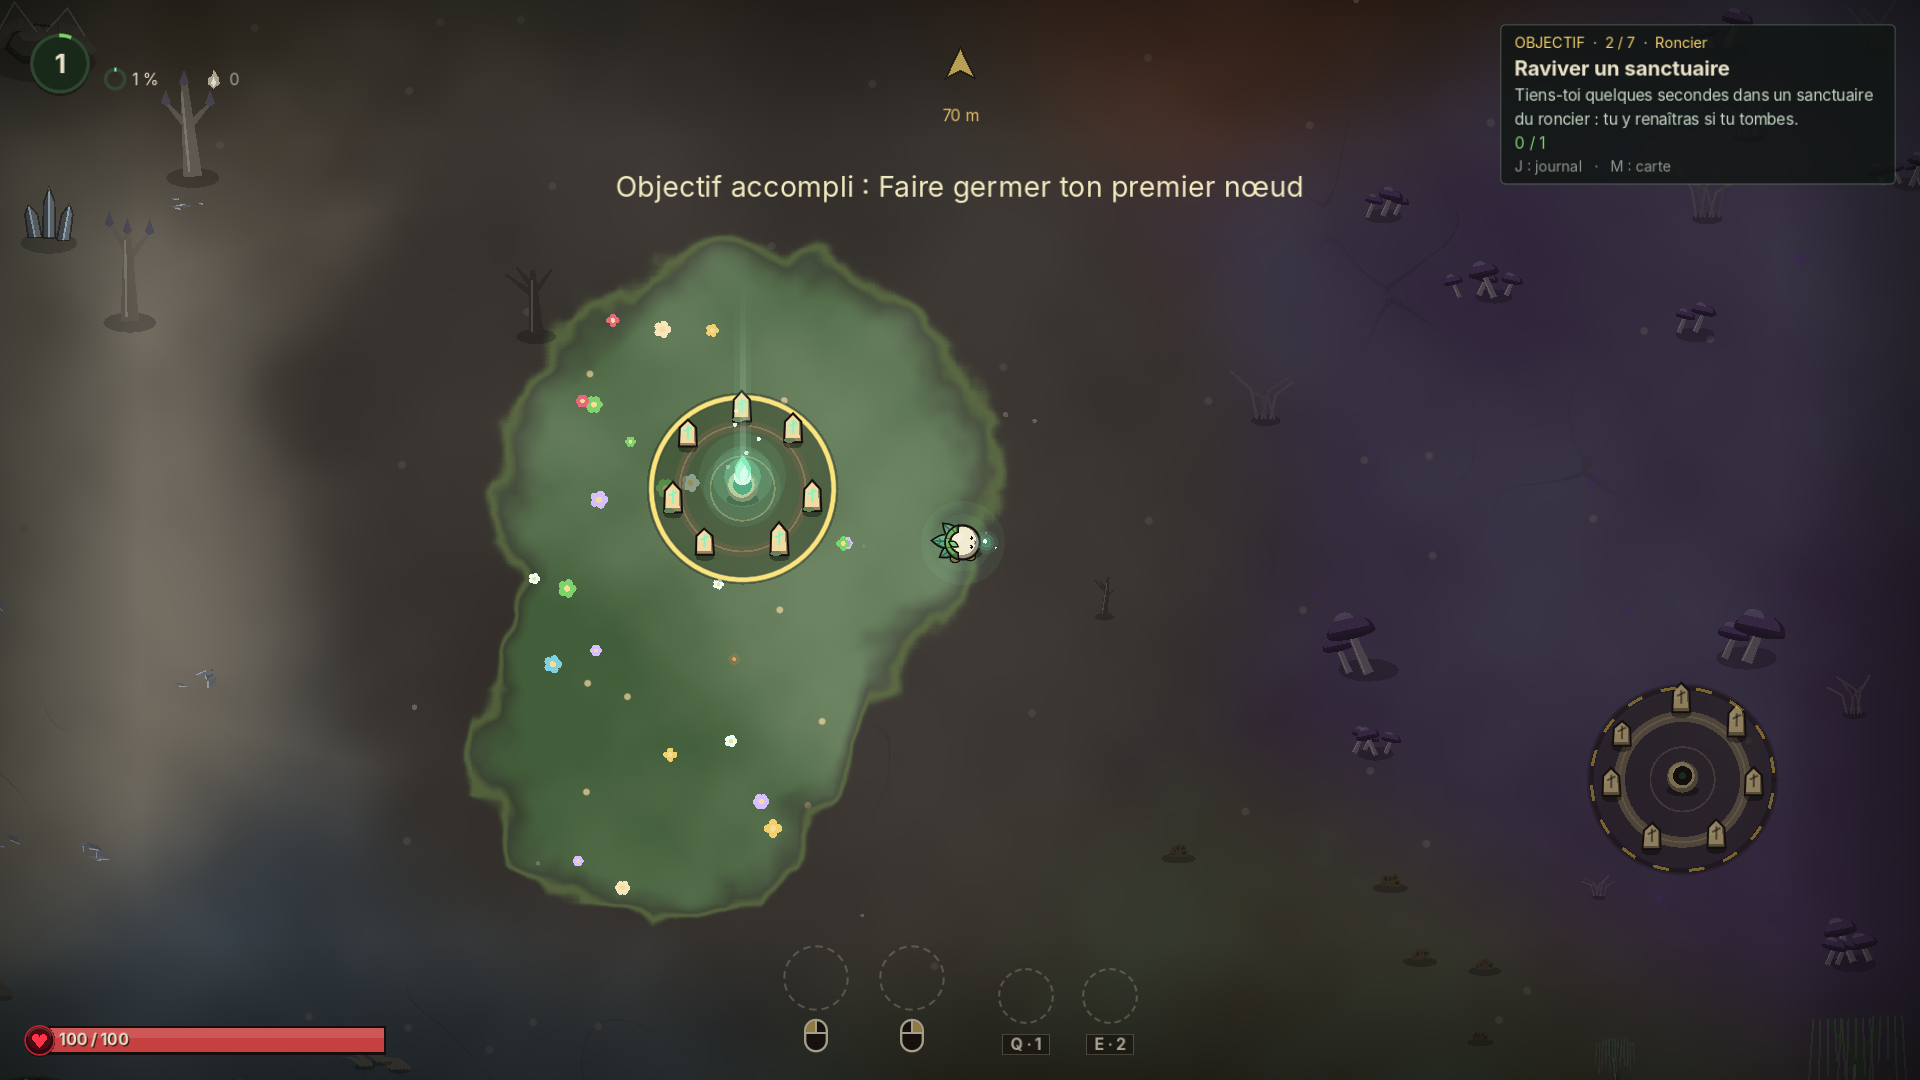 1
1 %
0
70 m
Objectif accompli : Faire germer ton premier nœud
OBJECTIF · 2 / 7 · Roncier
Raviver un sanctuaire
Tiens-toi quelques secondes dans un sanctuaire
du roncier : tu y renaîtras si tu tombes.
0 / 1
J : journal · M : carte
100 / 100
Q · 1
E · 2